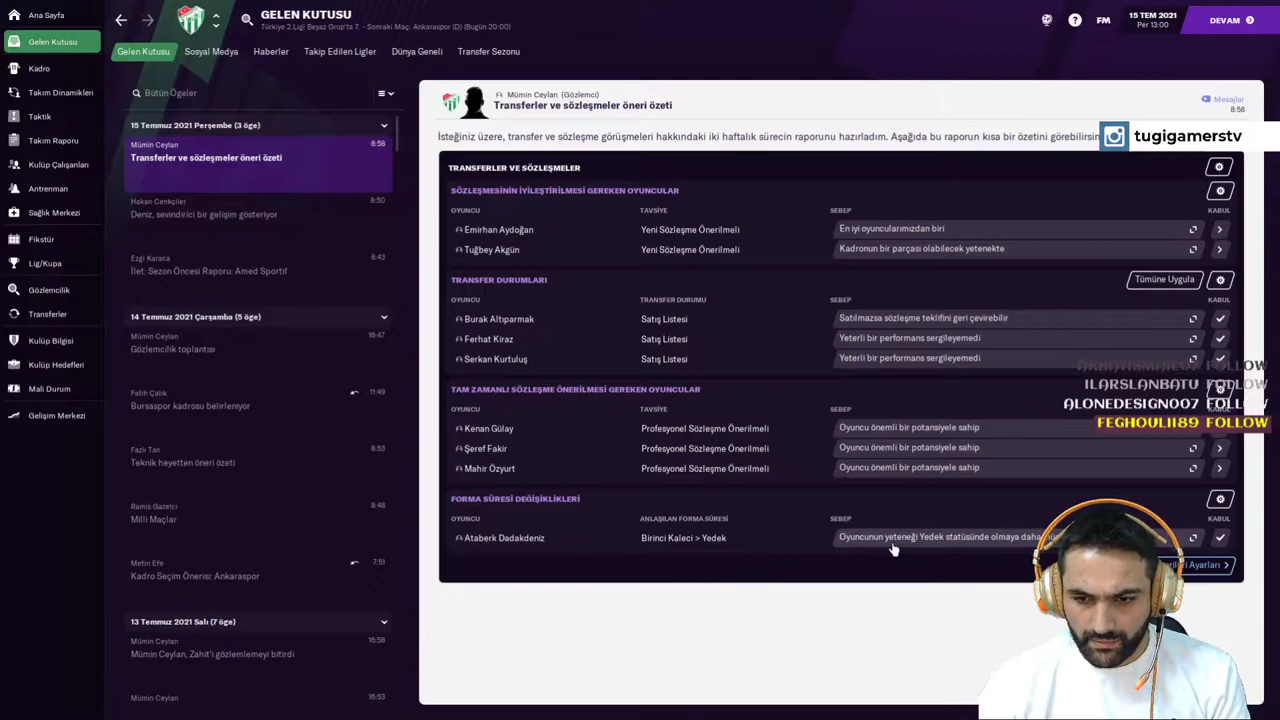 Ana Sayfa
Gelen Kutusu
Kadro
Takım Dinamikleri
Taktik
Takım Raporu
Kulüp Çalışanları
Antrenman
Sağlık Merkezi
Fikstür
Lig/Kupa
Gözlemcilik
Transferler
Kulüp Bilgisi
Kulüp Hedefleri
Mali Durum
Gelişim Merkezi
GELEN KUTUSU
Türkiye 2.Ligi Beyaz Grup'ta 7. - Sonraki Maç: Ankaraspor (D) (Bugün 20:00)
FM
15 TEM 2021
Per 13:00
DEVAM
Gelen Kutusu Sosyal Medya Haberler Takip Edilen Ligler Dünya Geneli Transfer Sezonu
Bütün Ögeler
15 Temmuz 2021 Perşembe (3 öge)
Mümin Ceylan 8:58
Transferler ve sözleşmeler öneri özeti
Hakan Cenkçiler 8:50
Deniz, sevindirici bir gelişim gösteriyor
Ezgi Karaca 8:43
İlet: Sezon Öncesi Raporu: Amed Sportif
14 Temmuz 2021 Çarşamba (5 öge)
Mümin Ceylan 16:47
Gözlemcilik toplantısı
Fatih Çalık 11:49
Bursaspor kadrosu belirleniyor
Fazlı Tan 8:53
Teknik heyetten öneri özeti
Ramis Gazelci 8:48
Milli Maçlar
Metin Efe 7:51
Kadro Seçim Önerisi: Ankaraspor
13 Temmuz 2021 Salı (7 öge)
Mümin Ceylan 16:58
Mümin Ceylan, Zahit'i gözlemlemeyi bitirdi
Mümin Ceylan 16:53
Mümin Ceylan (Gözlemci)
Transferler ve sözleşmeler öneri özeti
Mesajlar
8:58
İsteğiniz üzere, transfer ve sözleşme görüşmeleri hakkındaki iki haftalık sürecin raporunu hazırladım. Aşağıda bu raporun kısa bir özetini görebilirsin
tugigamerstv
TRANSFERLER VE SÖZLEŞMELER
SÖZLEŞMESİNİN İYİLEŞTİRİLMESİ GEREKEN OYUNCULAR
OYUNCU TAVSİYE SEBEP KABUL
Emirhan Aydoğan Yeni Sözleşme Önerilmeli En iyi oyuncularımızdan biri
Tuğbey Akgün Yeni Sözleşme Önerilmeli Kadronun bir parçası olabilecek yetenekte
TRANSFER DURUMLARI Tümüne Uygula
OYUNCU TRANSFER DURUMU SEBEP KABUL
Burak Altıparmak Satış Listesi Satılmazsa sözleşme teklifini geri çevirebilir
Ferhat Kiraz Satış Listesi Yeterli bir performans sergileyemedi
Serkan Kurtuluş Satış Listesi Yeterli bir performans sergileyemedi
TAM ZAMANLI SÖZLEŞME ÖNERİLMESİ GEREKEN OYUNCULAR
OYUNCU TAVSİYE SEBEP
Kenan Gülay Profesyonel Sözleşme Önerilmeli Oyuncu önemli bir potansiyele sahip
Şeref Fakir Profesyonel Sözleşme Önerilmeli Oyuncu önemli bir potansiyele sahip
Mahir Özyurt Profesyonel Sözleşme Önerilmeli Oyuncu önemli bir potansiyele sahip
FORMA SÜRESİ DEĞİŞİKLİKLERİ
OYUNCU ANLAŞILAN FORMA SÜRESİ SEBEP KABUL
Ataberk Dadakdeniz Birinci Kaleci > Yedek Oyuncunun yeteneği Yedek statüsünde olmaya daha
Ayarları
ILARSLANBATU FOLLOW
ALONEDESIGN007 FOLLOW
FEGHOULI189 FOLLOW